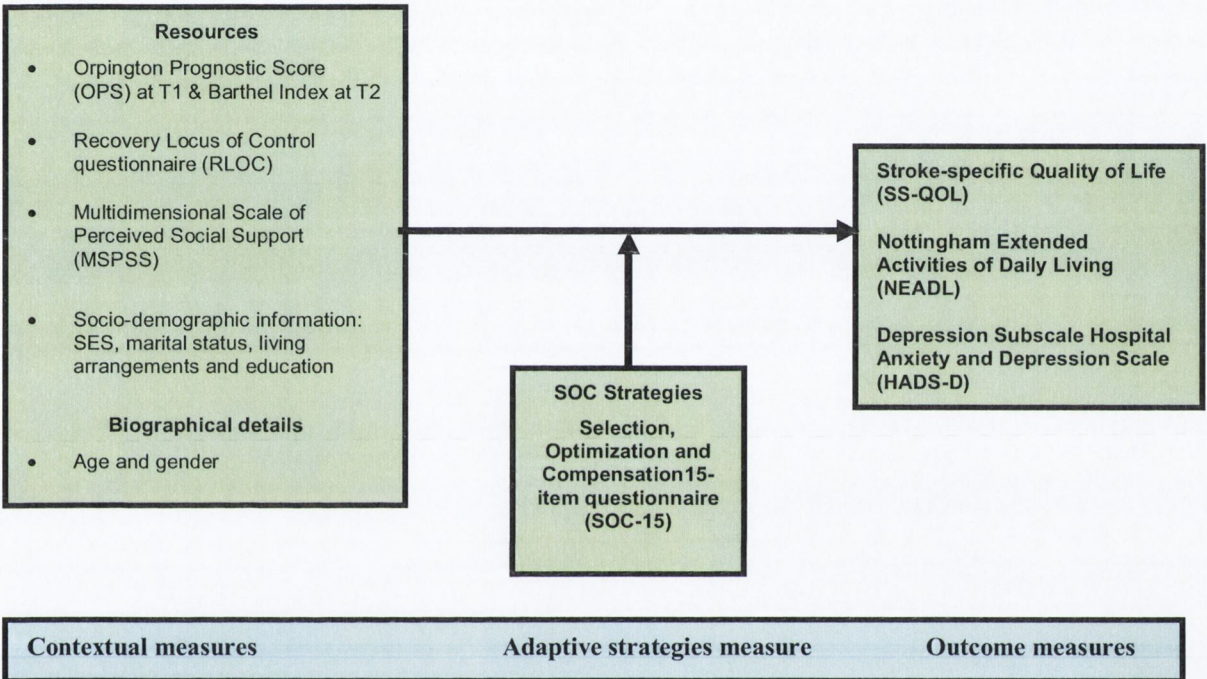 Resources
• Orpington Prognostic Score
(OPS) at T1 & Barthel Index at T2
• Recovery Locus of Control
questionnaire (RLOC)
• Multidimensional Scale of
Perceived Social Support
(MSPSS)
• Socio-demographic information:
SES, marital status, living
arrangements and education
Biographical details
• Age and gender
SOC Strategies
Selection,
Optimization and
Compensation15-
item questionnaire
(SOC-15)
Stroke-specific Quality of Life
(SS-QOL)
Nottingham Extended
Activities of Daily Living
(NEADL)
Depression Subscale Hospital
Anxiety and Depression Scale
(HADS-D)
Contextual measures Adaptive strategies measure Outcome measures